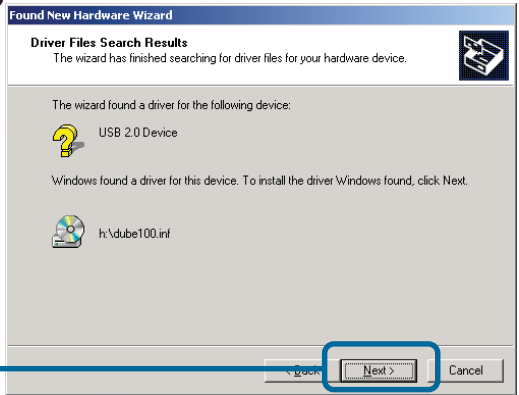 Found New Hardware Wizard
Driver Files Search Results
The wizard has finished searching for driver files for your hardware device.
The wizard found a driver for the following device:
USB 2.0 Device
Windows found a driver for this device. To install the driver Windows found, click Next.
h:\dube100.inf
< Back Next > Cancel